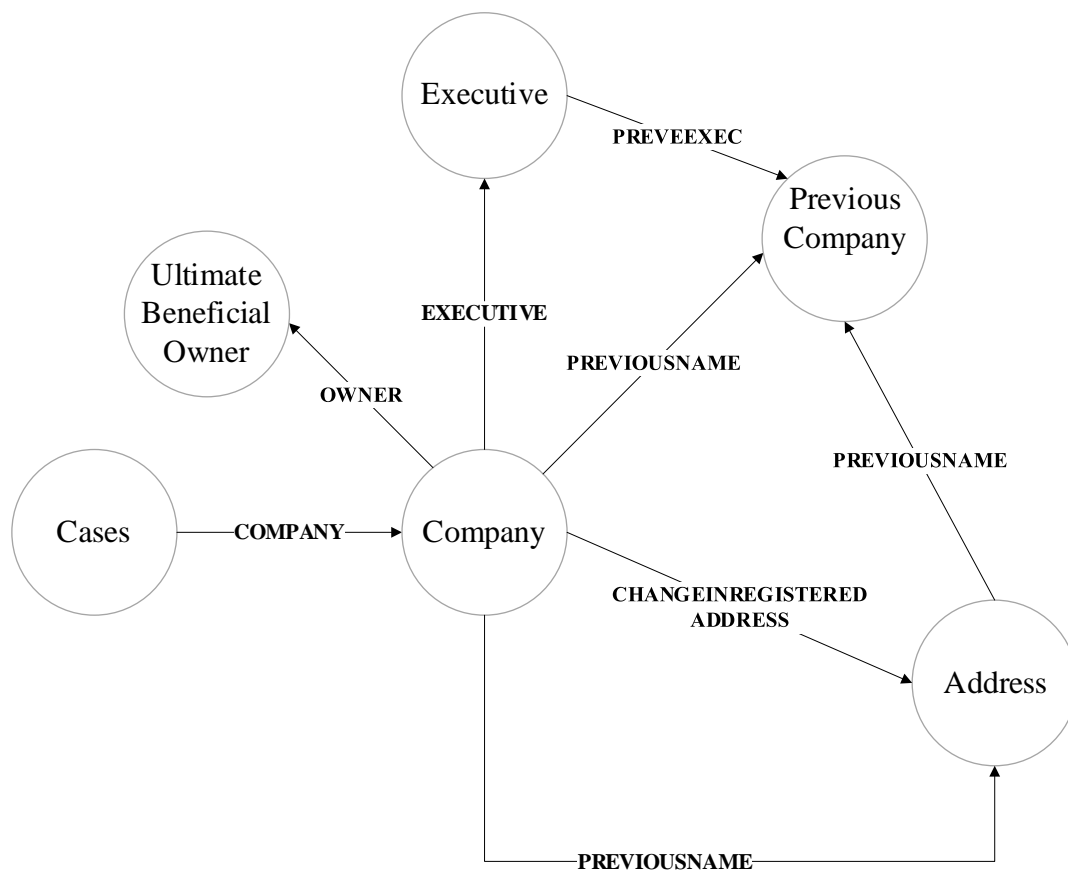 Executive
PREVEEXEC
Previous
Company
Ultimate
Beneficial
Owner
EXECUTIVE
PREVIOUSNAME
OWNER
PREVIOUSNAME
Cases
COMPANY
Company
CHANGEINREGISTERED
ADDRESS
Address
PREVIOUSNAME